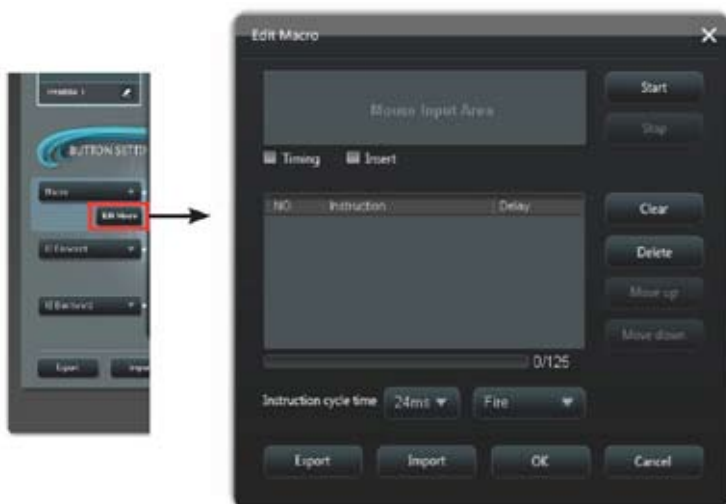 BUTTON SETTI
Macro
Edit Macro
Export
Impo
Edit Macro
Mouse Input Area
Start
Stop
Timing
Insert
NO
Instruction
Delay
Clear
Delete
Move up
Move down
0/125
Instruction cycle time
24ms
Fire
Export
Import
OK
Cancel